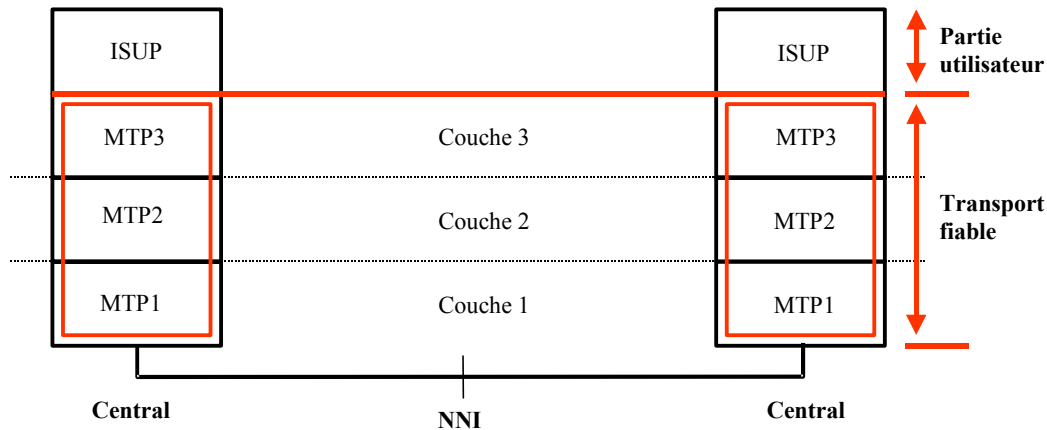 ISUP
ISUP
Partie
utilisateur
MTP3
Couche 3
MTP3
MTP2
Couche 2
MTP2
Transport
fiable
MTP1
Couche 1
MTP1
Central
NNI
Central